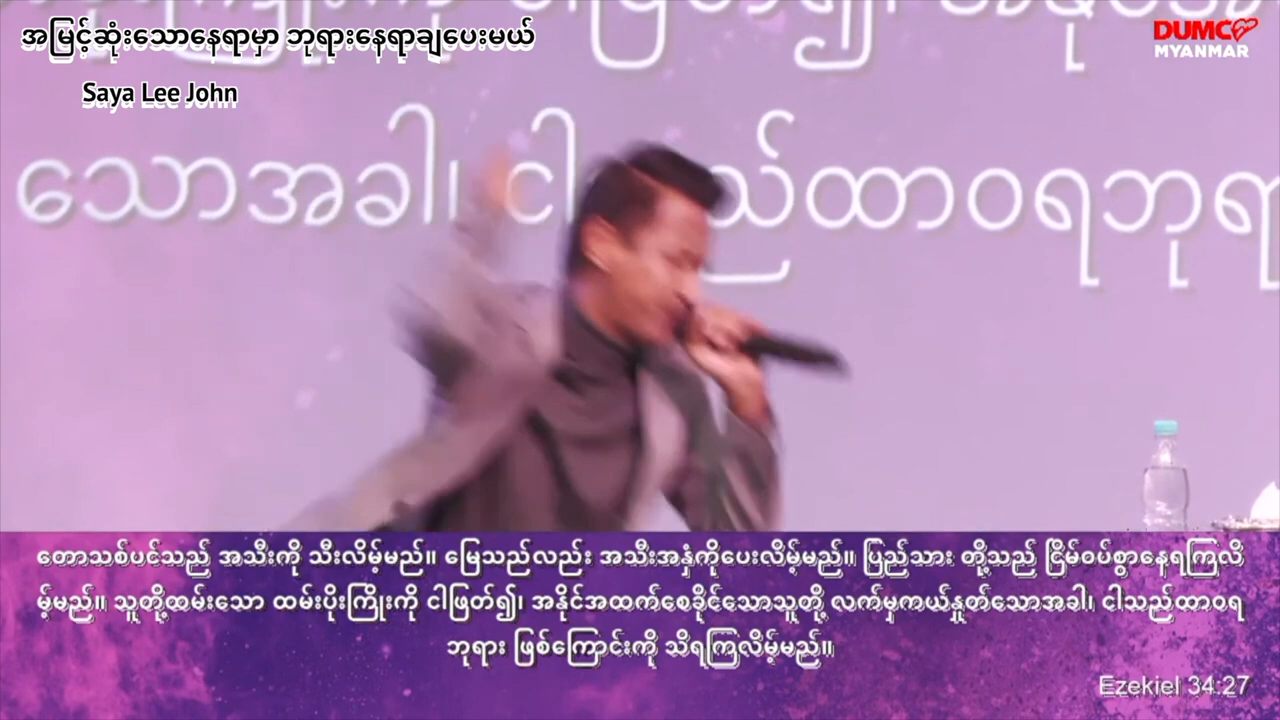 အမြင့်ဆုံးသောနေရာမှာ ဘုရားနေရာချပေးမယ်
Saya Lee John
DUMC
MYANMAR
သောအခါ၊ ငါ သည်ထာဝရဘုရာ
တောသစ်ပင်သည် အသီးကို သီးလိမ့်မည်။ မြေသည်လည်း အသီးအနှံကိုပေးလိမ့်မည်။ ပြည်သား တို့သည် ငြိမ်ဝပ်စွာနေရကြလိ
မ့်မည်။ သူတို့ထမ်းသော ထမ်းပိုးကြိုးကို ငါဖြတ်၍၊ အနိုင်အထက်စေခိုင်သောသူတို့ လက်မှကယ်နှုတ်သောအခါ၊ ငါသည်ထာဝရ
ဘုရား ဖြစ်ကြောင်းကို သိရကြလိမ့်မည်။
Ezekiel 34:27